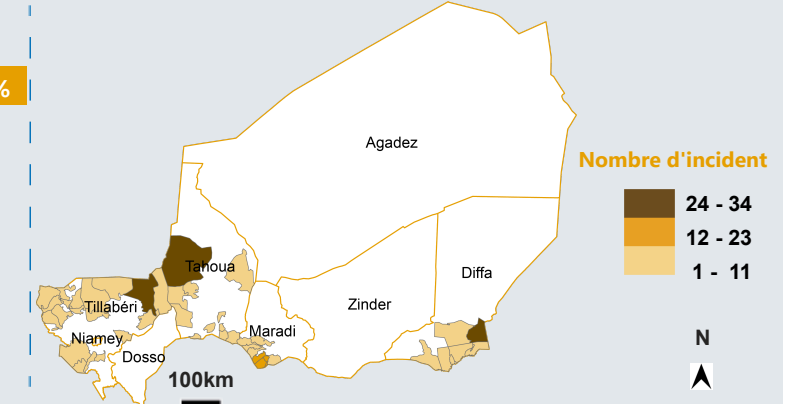 %
Agadez
Nombre d'incident
24 - 34
12 - 23
1 - 11
Tahoua
Diffa
Tillabéri
Zinder
Niamey
Maradi
Dosso
N
100km